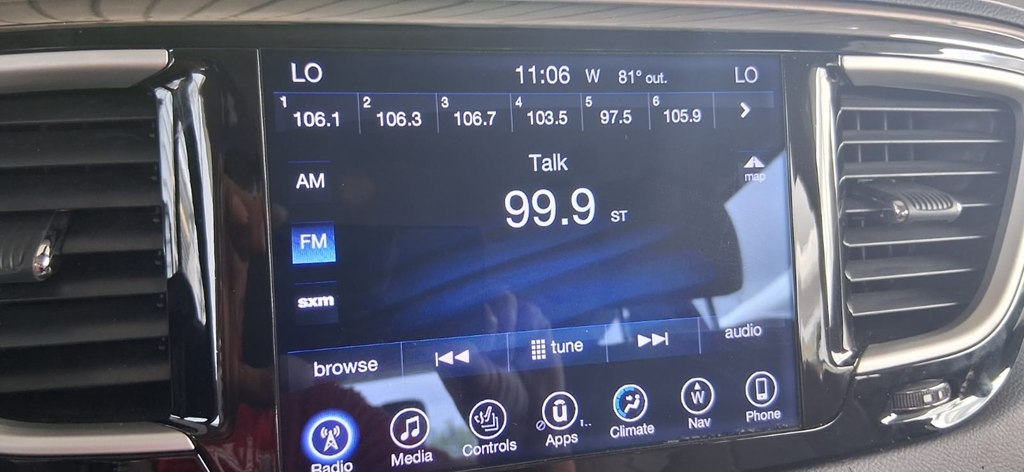 LO 11:06 W 81° out. LO
1 106.1 2 106.3 3 106.7 4 103.5 5 97.5 6 105.9
Talk
map
AM
99.9 ST
FM
sxm
browse tune audio
Radio Media Controls Apps Climate W Nav Phone